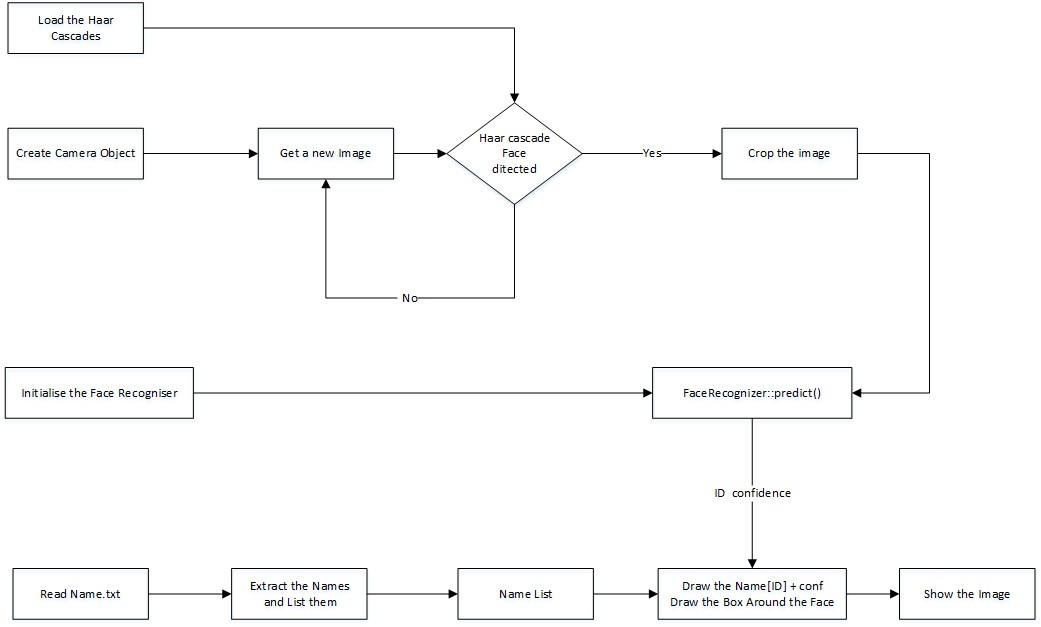 Load the Haar
Cascades
Create Camera Object
Get a new Image
Haar cascade
Face
ditected
Yes
Crop the image
No
Initialise the Face Recogniser
FaceRecognizer::predict()
ID confidence
Read Name.txt
Extract the Names
and List them
Name List
Draw the Name[ID] + conf
Draw the Box Around the Face
Show the Image